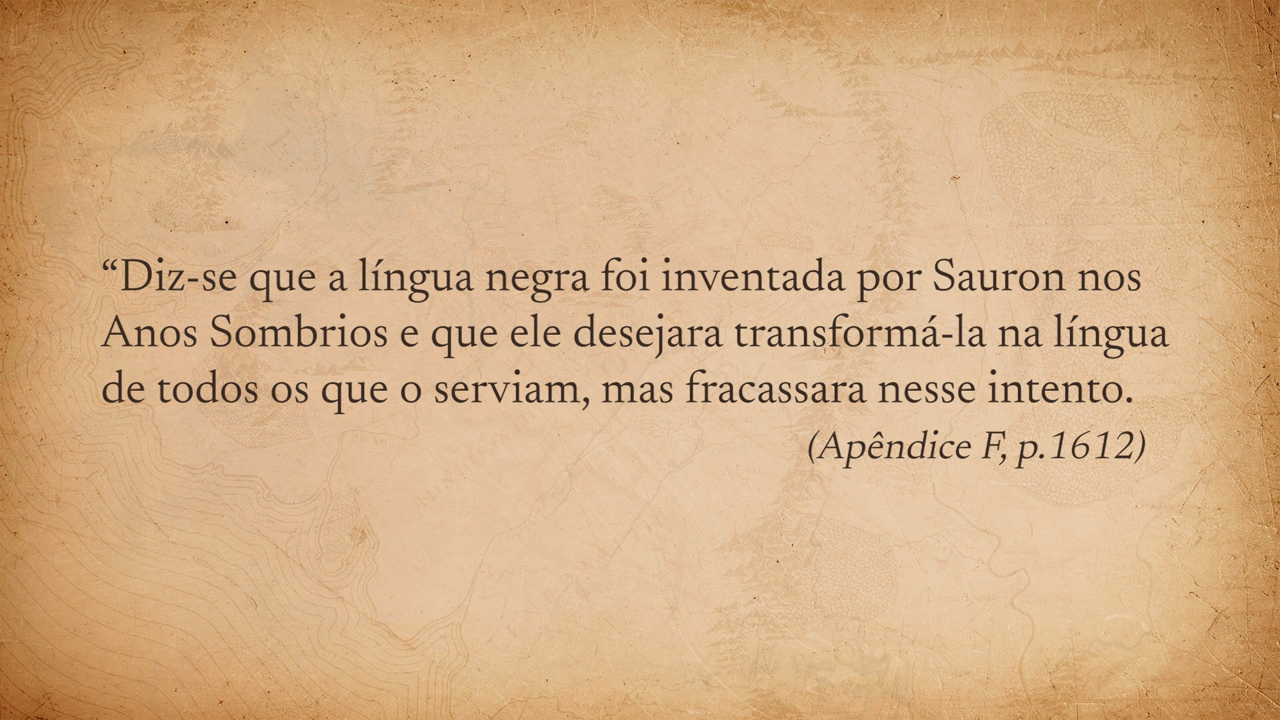 “Diz-se que a língua negra foi inventada por Sauron nos
Anos Sombrios e que ele desejara transformá-la na língua
de todos os que o serviam, mas fracassara nesse intento.
(Apêndice F, p.1612)